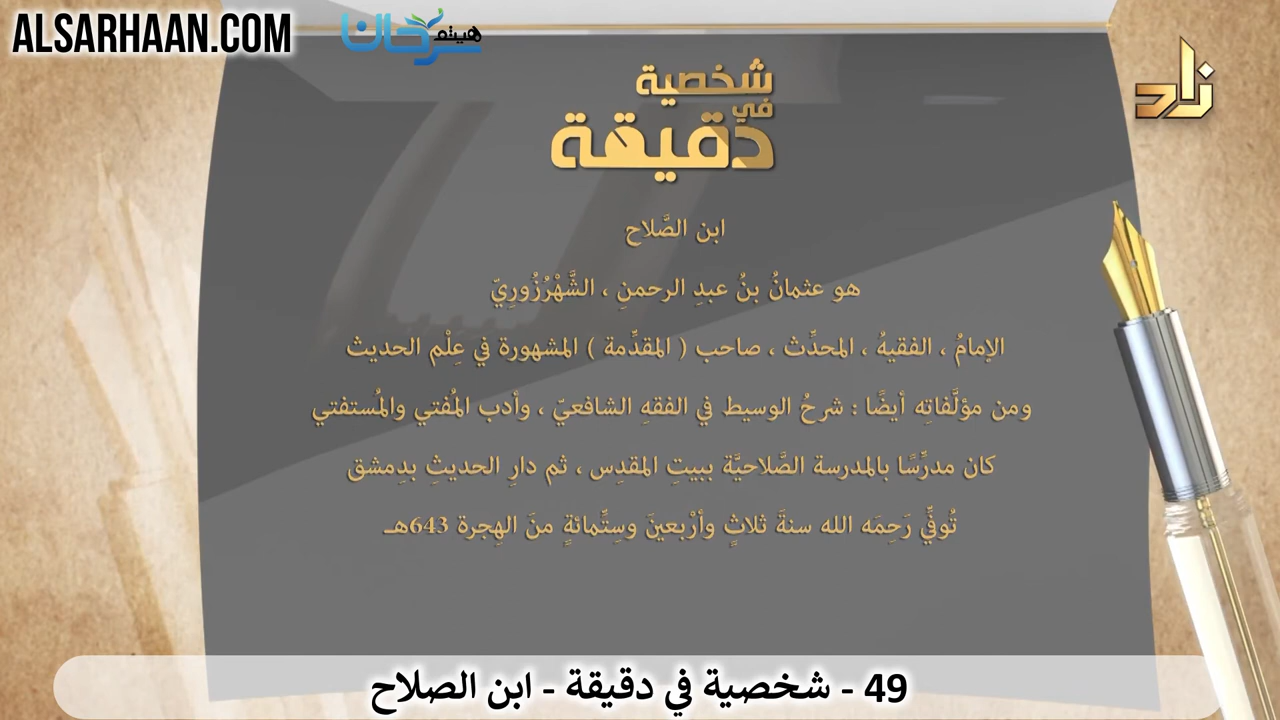 ALSARHAAN.COM
هيثم سرحان
زاد
شخصية
في
دقيقة
ابن الصَّلاح
هو عثمانُ بنُ عبدِ الرحمنِ ، الشَّهْرُزُورِيّ
الإمامُ ، الفقيهُ ، المحدِّث ، صاحب ( المقدِّمة ) المشهورة في عِلْم الحديث
ومن مؤلَّفاتِه أيضًا : شرحُ الوسيط في الفقهِ الشافعيّ ، وأدب المُفتي والمُستفتي
كان مدرِّسًا بالمدرسة الصَّلاحيَّة ببيتِ المقدِس ، ثم دارِ الحديثِ بدِمشق
تُوفِّي رَحِمَه الله سنةَ ثلاثٍ وأرْبعينَ وسِتِّمائةٍ منَ الهِجرة 643هـ
49 - شخصية في دقيقة - ابن الصلاح